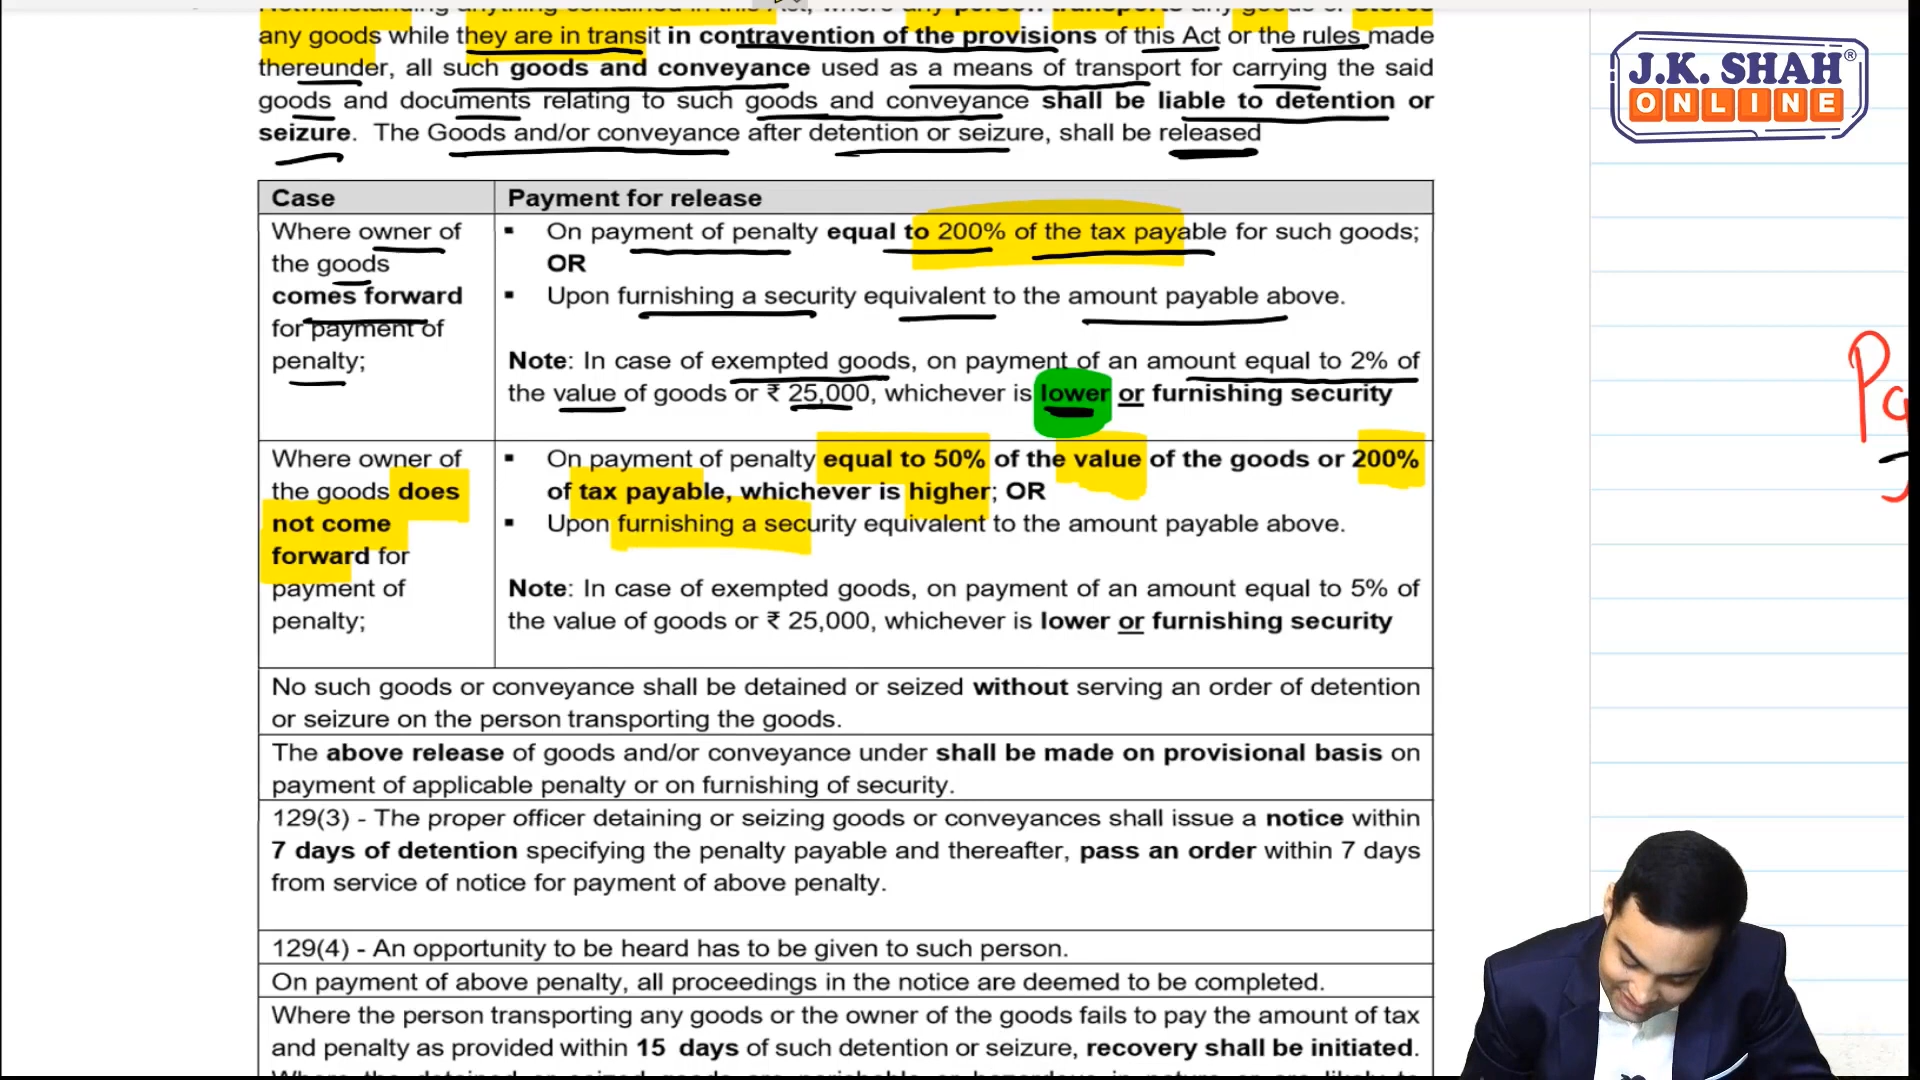 Notwithstanding anything contained in this Act, where any person transports any goods or stores
any goods while they are in transit in contravention of the provisions of this Act or the rules made
thereunder, all such goods and conveyance used as a means of transport for carrying the said
goods and documents relating to such goods and conveyance shall be liable to detention or
seizure. The Goods and/or conveyance after detention or seizure, shall be released
J.K. SHAH®
ONLINE
Case
Payment for release
Where owner of
the goods
comes forward
for payment of
penalty;
▪ On payment of penalty equal to 200% of the tax payable for such goods;
OR
▪ Upon furnishing a security equivalent to the amount payable above.
Note: In case of exempted goods, on payment of an amount equal to 2% of
the value of goods or ₹ 25,000, whichever is lower or furnishing security
Where owner of
the goods does
not come
forward for
payment of
penalty;
▪ On payment of penalty equal to 50% of the value of the goods or 200%
of tax payable, whichever is higher; OR
▪ Upon furnishing a security equivalent to the amount payable above.
Note: In case of exempted goods, on payment of an amount equal to 5% of
the value of goods or ₹ 25,000, whichever is lower or furnishing security
No such goods or conveyance shall be detained or seized without serving an order of detention
or seizure on the person transporting the goods.
The above release of goods and/or conveyance under shall be made on provisional basis on
payment of applicable penalty or on furnishing of security.
129(3) - The proper officer detaining or seizing goods or conveyances shall issue a notice within
7 days of detention specifying the penalty payable and thereafter, pass an order within 7 days
from service of notice for payment of above penalty.
129(4) - An opportunity to be heard has to be given to such person.
On payment of above penalty, all proceedings in the notice are deemed to be completed.
Where the person transporting any goods or the owner of the goods fails to pay the amount of tax
and penalty as provided within 15 days of such detention or seizure, recovery shall be initiated.